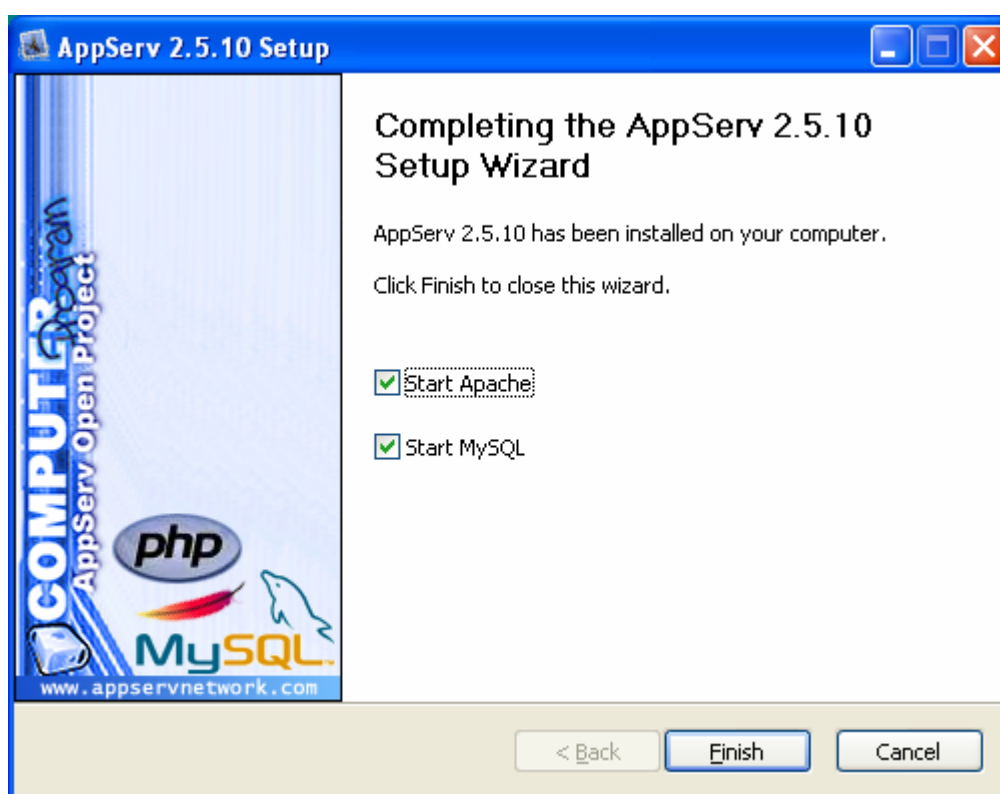 AppServ 2.5.10 Setup
Completing the AppServ 2.5.10
Setup Wizard
AppServ 2.5.10 has been installed on your computer.
Click Finish to close this wizard.
Start Apache
Start MySQL
COMPUTER
Program
AppServ Open Project
php
MySQL
www.appservnetwork.com
< Back
Finish
Cancel